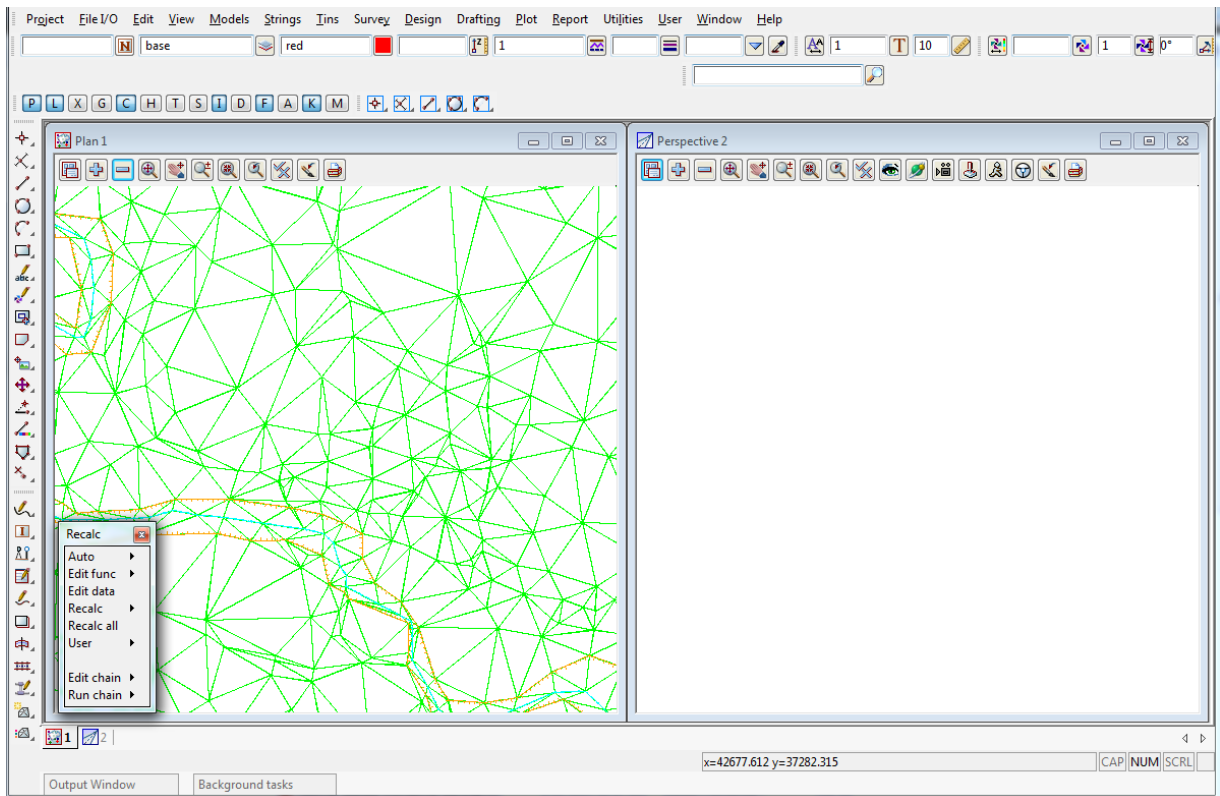 Project File I/O Edit View Models Strings Tins Survey Design Drafting Plot Report Utilities User Window Help
N base red 1 1 T 10 1 0°
P L X G C H T S I D F A K M
Plan 1
Perspective 2
abc
Recalc
Auto
Edit func
Edit data
Recalc
Recalc all
User
Edit chain
Run chain
1 2
x=42677.612 y=37282.315 CAP NUM SCRL
Output Window Background tasks